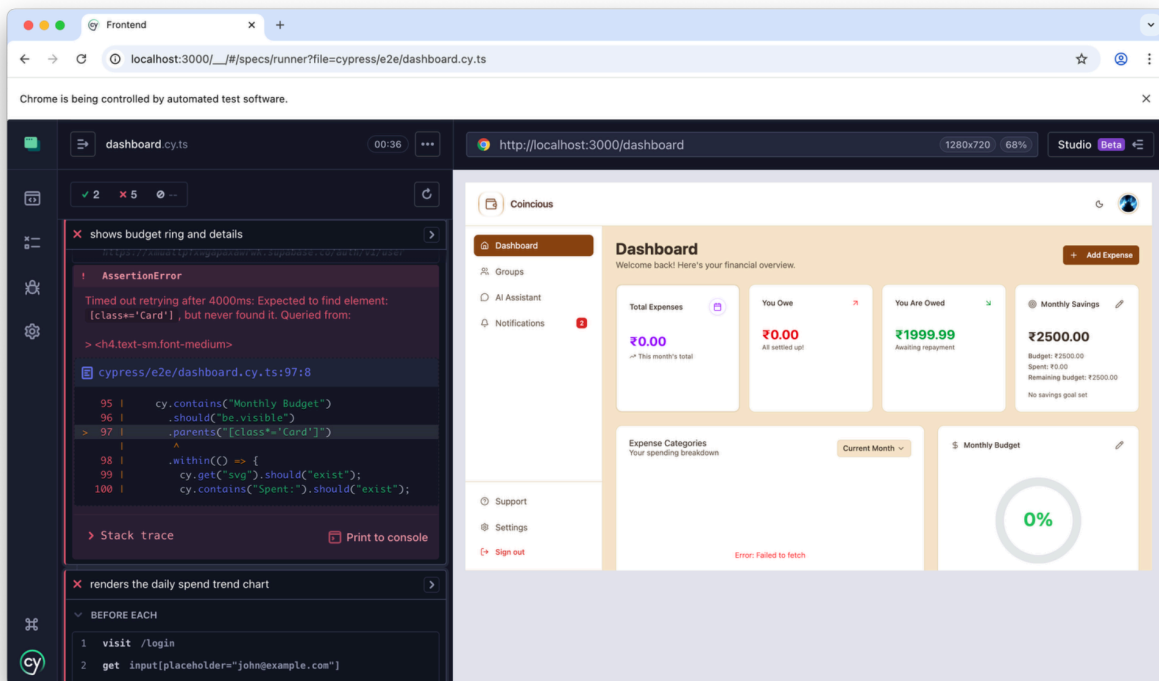 Frontend
localhost:3000/__/#/specs/runner?file=cypress/e2e/dashboard.cy.ts
Chrome is being controlled by automated test software.
dashboard.cy.ts
00:36
2
5
--
shows budget ring and details
! AssertionError
Timed out retrying after 4000ms: Expected to find element:
[class*='Card'] , but never found it. Queried from:
> <h4.text-sm.font-medium>
cypress/e2e/dashboard.cy.ts:97:8
95 | cy.contains("Monthly Budget")
96 | .should("be.visible")
> 97 | .parents("[class*='Card']")
| ^
98 | .within(() => {
99 | cy.get("svg").should("exist");
100 | cy.contains("Spent:").should("exist");
Stack trace
Print to console
renders the daily spend trend chart
BEFORE EACH
1 visit /login
2 get input[placeholder="john@example.com"]
cy
http://localhost:3000/dashboard
1280x720
68%
Studio Beta
Coincious
Dashboard
Groups
AI Assistant
Notifications 2
Support
Settings
Sign out
Dashboard
Welcome back! Here's your financial overview.
+ Add Expense
Total Expenses
₹0.00
This month's total
You Owe
₹0.00
All settled up!
You Are Owed
₹1999.99
Awaiting repayment
Monthly Savings
₹2500.00
Budget: ₹2500.00
Spent: ₹0.00
Remaining budget: ₹2500.00
No savings goal set
Expense Categories
Your spending breakdown
Current Month
Error: Failed to fetch
$ Monthly Budget
0%